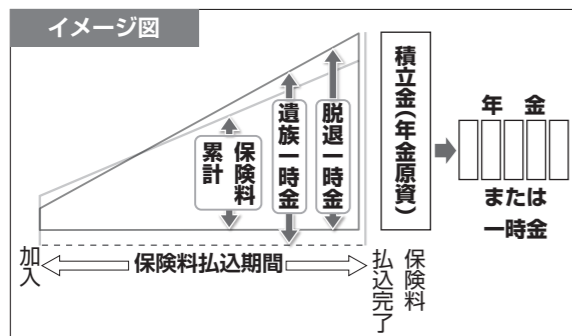 イメージ図
保険料
累計
遺族一時金
脱退一時金
積立金(年金原資)
年金
または
一時金
加入
保険料払込期間
保険料
払込完了